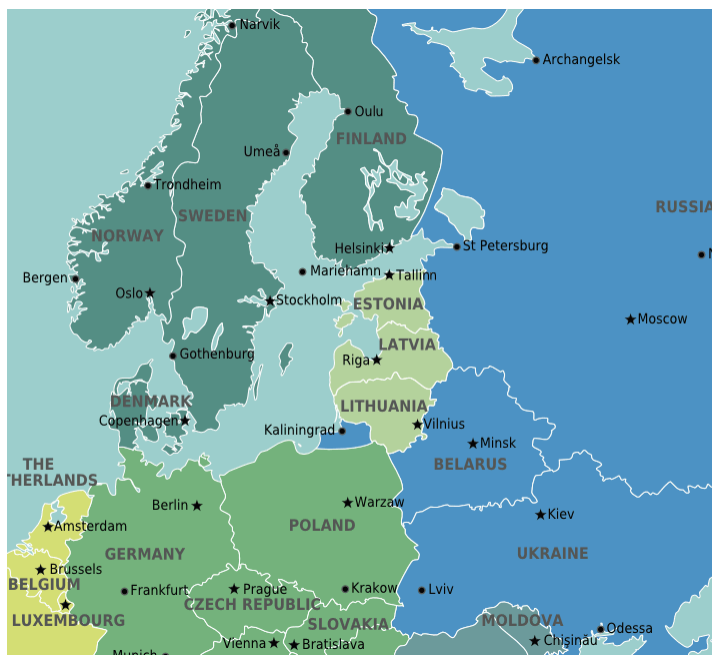 Narvik
Archangelsk
Oulu
FINLAND
Umeå
Trondheim
RUSSIA
SWEDEN
NORWAY
Helsinki
St Petersburg
Mariehamn
Tallinn
Bergen
Oslo
Stockholm
ESTONIA
Moscow
LATVIA
Gothenburg
Riga
DENMARK
LITHUANIA
Copenhagen
Vilnius
Kaliningrad
Minsk
BELARUS
THE
THERLANDS
Berlin
Warzaw
Kiev
Amsterdam
POLAND
GERMANY
UKRAINE
Brussels
BELGIUM
Frankfurt
Prague
Krakow
Lviv
CZECH REPUBLIC
LUXEMBOURG
SLOVAKIA
MOLDOVA
Odessa
Vienna
Bratislava
Chișinău
Munich